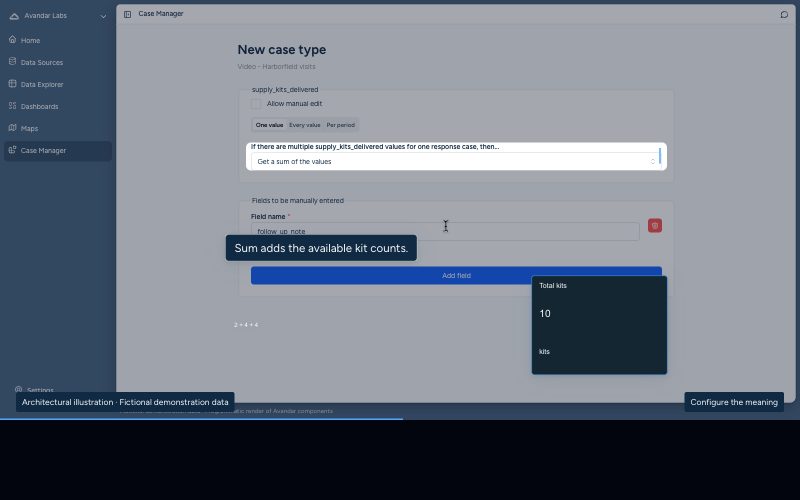 Avandar Labs
Case Manager
Home
Data Sources
Data Explorer
Dashboards
Maps
Case Manager
New case type
Video - Harborfield visits
supply_kits_delivered
Allow manual edit
One value Every value Per period
If there are multiple supply_kits_delivered values for one response case, then...
Get a sum of the values
Fields to be manually entered
Field name *
follow_up_note
Sum adds the available kit counts.
Add field
Total kits
10
kits
2 + 4 + 4
Settings
Architectural illustration · Fictional demonstration data
Configure the meaning
render of Avandar components